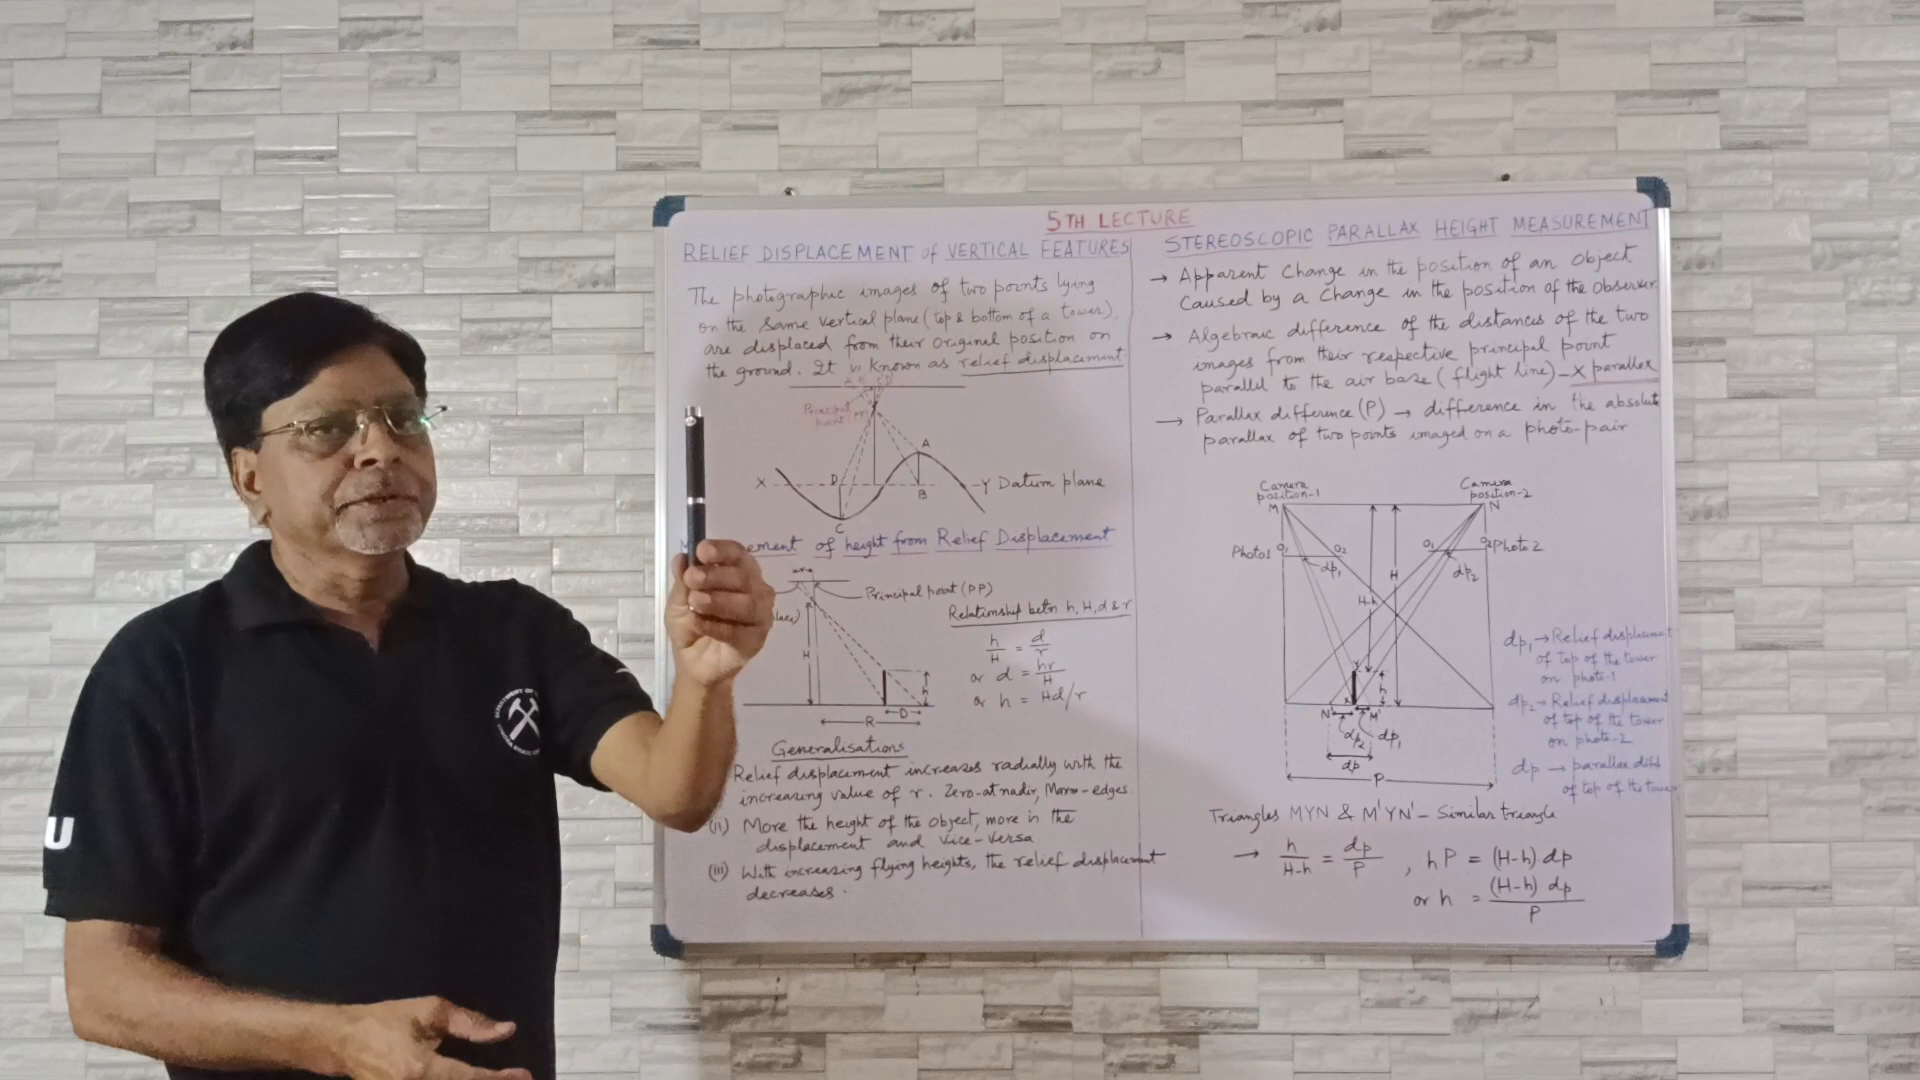 5TH LECTURE
RELIEF DISPLACEMENT of VERTICAL FEATURES
The photographic images of two points lying
on the same vertical plane (top & bottom of a tower),
are displaced from their original position on
the ground. It is known as relief displacement.
Principal
point (PP)
A
X
D
B
Y Datum plane
C
ement of height from Relief Displacement
r
Principal point (PP)
H
h
D
R
Relationship betn h, H, d & r
h/H = d/r
or d = hr/H
or h = Hd/r
Generalisations
Relief displacement increases radially with the
increasing value of r. Zero-at nadir, Maxm-edges.
(ii) More the height of the object, more is the
displacement and vice-versa
(iii) With increasing flying heights, the relief displacement
decreases.
STEREOSCOPIC PARALLAX HEIGHT MEASUREMENT
→ Apparent change in the position of an object
caused by a change in the position of the observer.
→ Algebraic difference of the distances of the two
images from their respective principal point
parallel to the air base (flight line) - X parallax
→ Parallax difference (P) → difference in the absolute
parallax of two points imaged on a photo-pair
Camera
position-1
M
Camera
position-2
N
Photo1 O1 O2
O1 O2 Photo 2
dp1
dp2
H
H-h
Y
h
N' X M'
dp2 dp1
dp
P
dp1 → Relief displacement
of top of the tower
on photo-1
dp2 → Relief displacement
of top of the tower
on photo-2
dp → parallax diff
of top of the tower
Triangles MYN & M'YN' - Similar triangle
→ h/H-h = dp/P , hP = (H-h) dp
or h = (H-h) dp/P
U